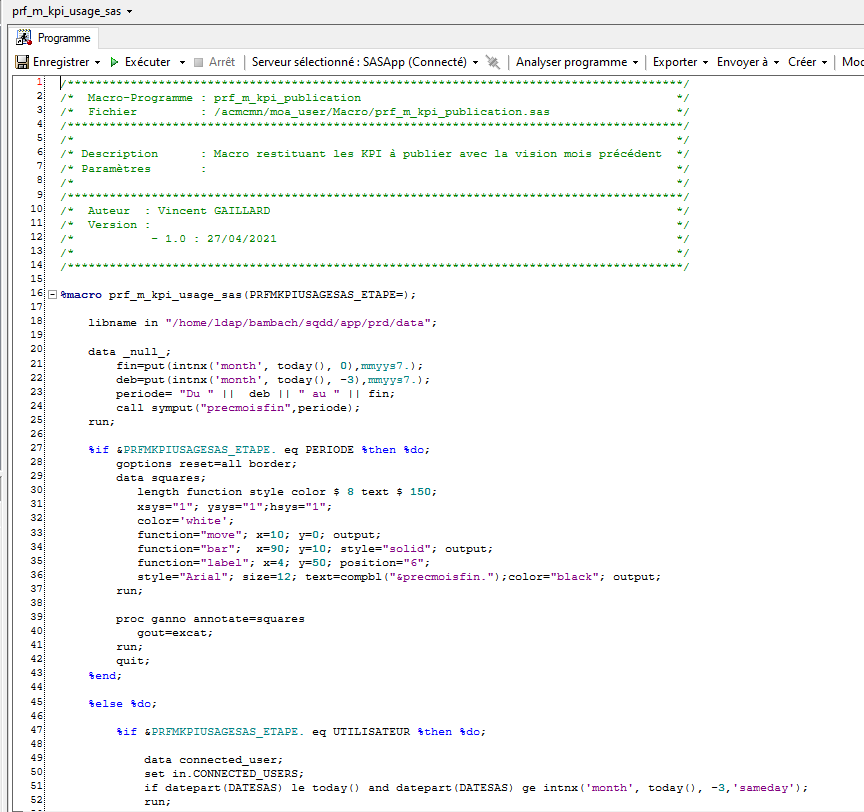 prf_m_kpi_usage_sas
Programme
Enregistrer Exécuter Arrêt Serveur sélectionné : SASApp (Connecté) Analyser programme Exporter Envoyer à Créer
1 /****************************************************************************************/
2 /* Macro-Programme : prf_m_kpi_publication */
3 /* Fichier : /acmcmn/moa_user/Macro/prf_m_kpi_publication.sas */
4 /****************************************************************************************/
5 /* */
6 /* Description : Macro restituant les KPI à publier avec la vision mois précédent */
7 /* Paramètres : */
8 /* */
9 /****************************************************************************************/
10 /* Auteur : Vincent GAILLARD */
11 /* Version : */
12 /* - 1.0 : 27/04/2021 */
13 /* */
14 /****************************************************************************************/
15
16 %macro prf_m_kpi_usage_sas(PRFMKPIUSAGESAS_ETAPE=);
17
18 libname in "/home/ldap/bambach/sqdd/app/prd/data";
19
20 data _null_;
21 fin=put(intnx('month', today(), 0),mmyys7.);
22 deb=put(intnx('month', today(), -3),mmyys7.);
23 periode= "Du " || deb || " au " || fin;
24 call symput("precmoisfin",periode);
25 run;
26
27 %if &PRFMKPIUSAGESAS_ETAPE. eq PERIODE %then %do;
28 goptions reset=all border;
29 data squares;
30 length function style color $ 8 text $ 150;
31 xsys="1"; ysys="1";hsys="1";
32 color='white';
33 function="move"; x=10; y=0; output;
34 function="bar"; x=90; y=10; style="solid"; output;
35 function="label"; x=4; y=50; position="6";
36 style="Arial"; size=12; text=compbl("&precmoisfin.");color="black"; output;
37 run;
38
39 proc ganno annotate=squares
40 gout=excat;
41 run;
42 quit;
43 %end;
44
45 %else %do;
46
47 %if &PRFMKPIUSAGESAS_ETAPE. eq UTILISATEUR %then %do;
48
49 data connected_user;
50 set in.CONNECTED_USERS;
51 if datepart(DATESAS) le today() and datepart(DATESAS) ge intnx('month', today(), -3,'sameday');
52 run;